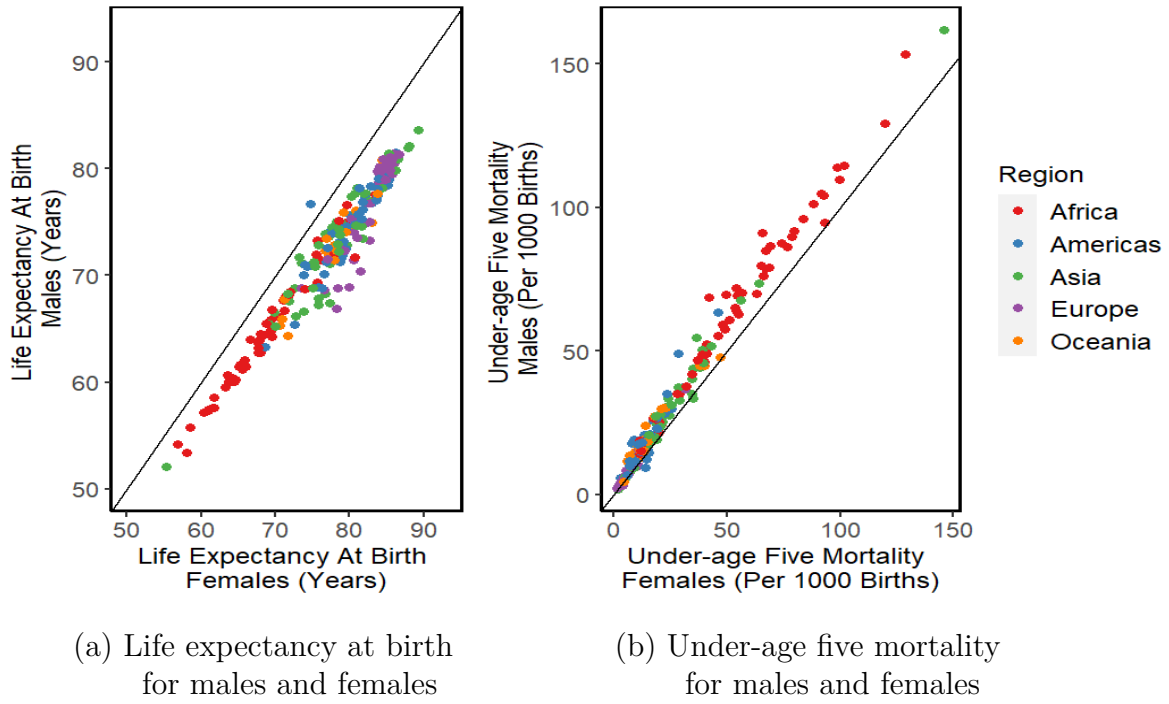 90
80
70
60
50
50
60
70
80
90
Life Expectancy At Birth
Males (Years)
Life Expectancy At Birth
Females (Years)
150
100
50
0
0
50
100
150
Under-age Five Mortality
Males (Per 1000 Births)
Under-age Five Mortality
Females (Per 1000 Births)
Region
Africa
Americas
Asia
Europe
Oceania
(a) Life expectancy at birth
for males and females
(b) Under-age five mortality
for males and females